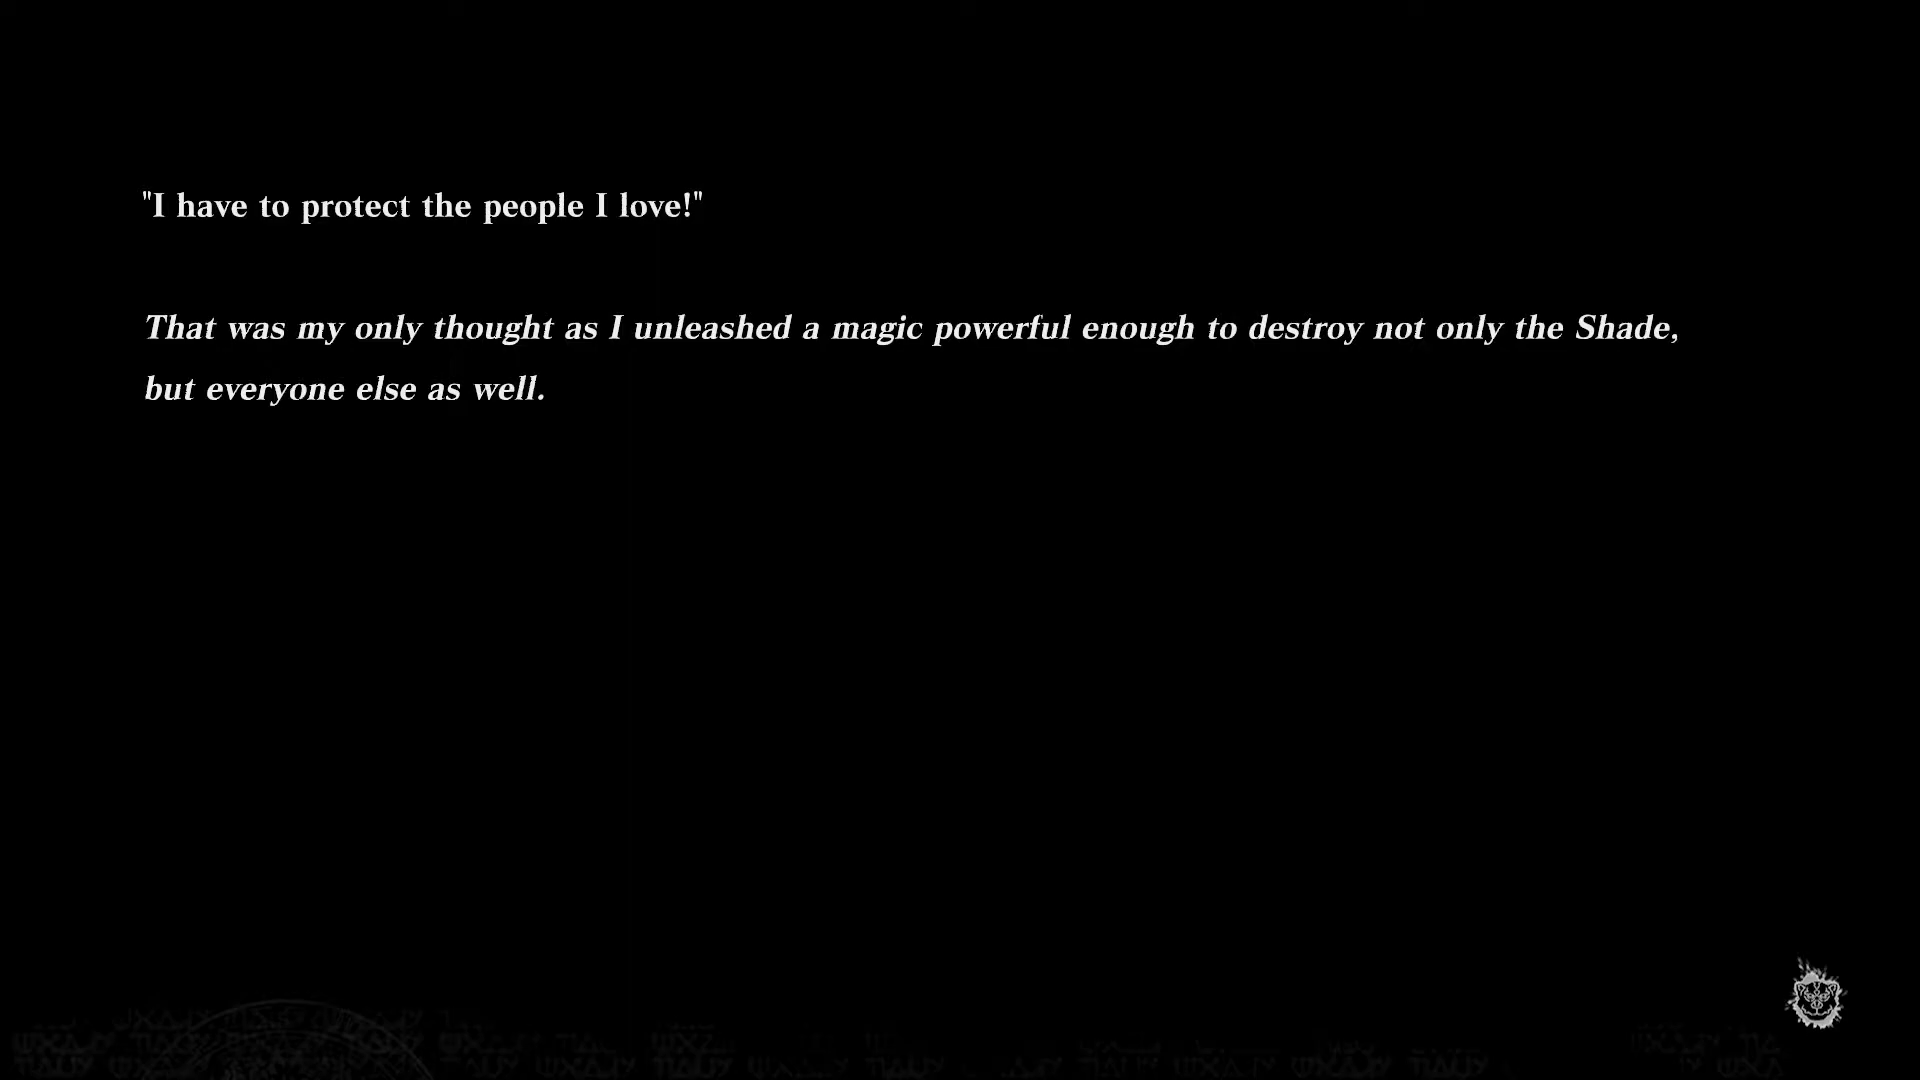 "I have to protect the people I love!"
That was my only thought as I unleashed a magic powerful enough to destroy not only the Shade,
but everyone else as well.